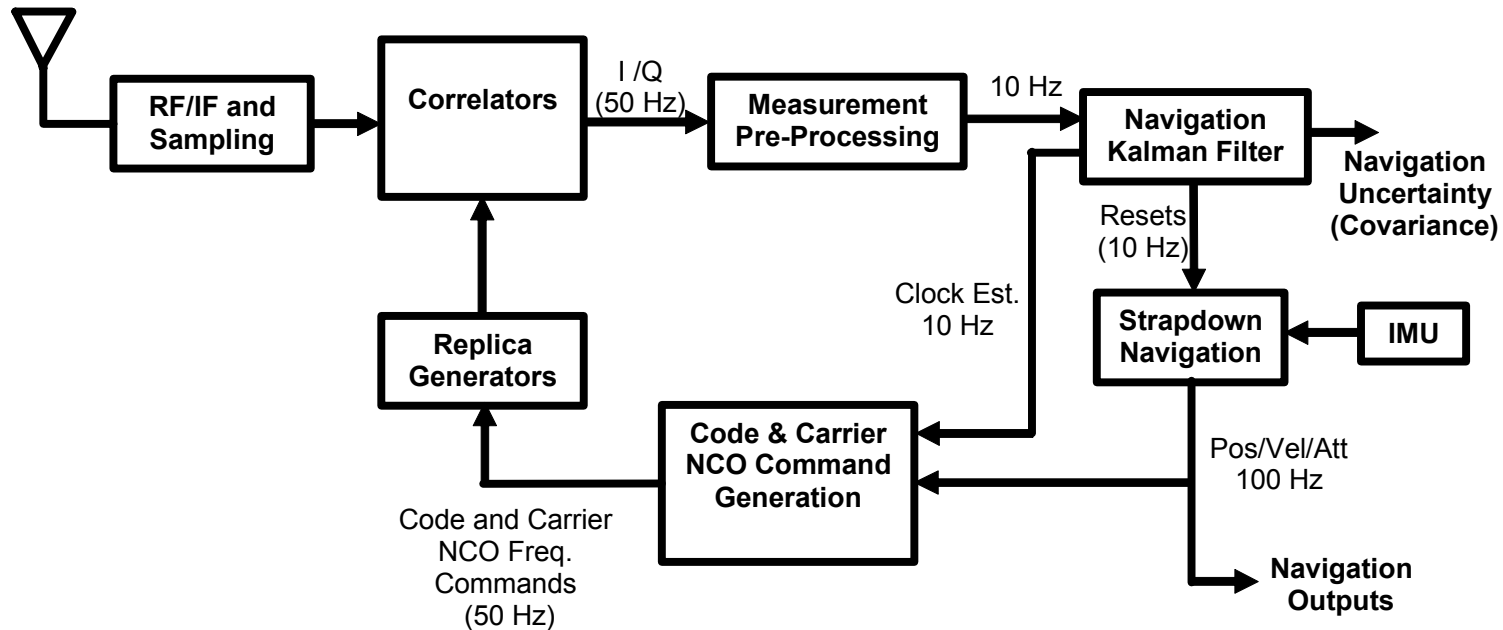 RF/IF and
Sampling
Correlators
I /Q
(50 Hz)
Measurement
Pre-Processing
10 Hz
Navigation
Kalman Filter
Navigation
Uncertainty
(Covariance)
Resets
(10 Hz)
Clock Est.
10 Hz
Strapdown
Navigation
IMU
Replica
Generators
Code & Carrier
NCO Command
Generation
Pos/Vel/Att
100 Hz
Code and Carrier
NCO Freq.
Commands
(50 Hz)
Navigation
Outputs